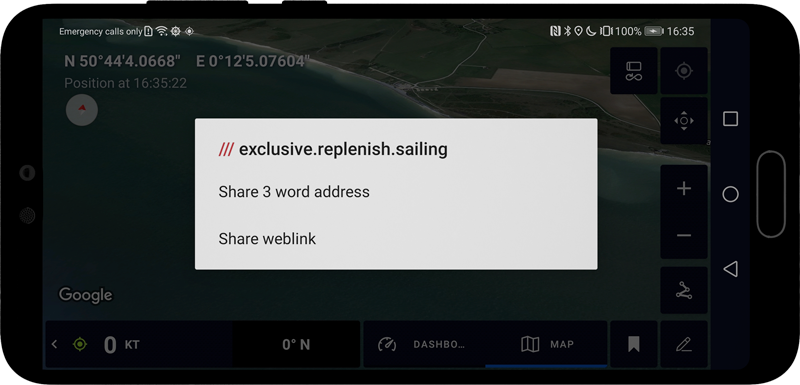 Emergency calls only 100% 16:35
N 50°44'4.0668" E 0°12'5.07604"
Position at 16:35:22
/// exclusive.replenish.sailing
Share 3 word address
Share weblink
Google
0 KT 0° N DASHBO... MAP